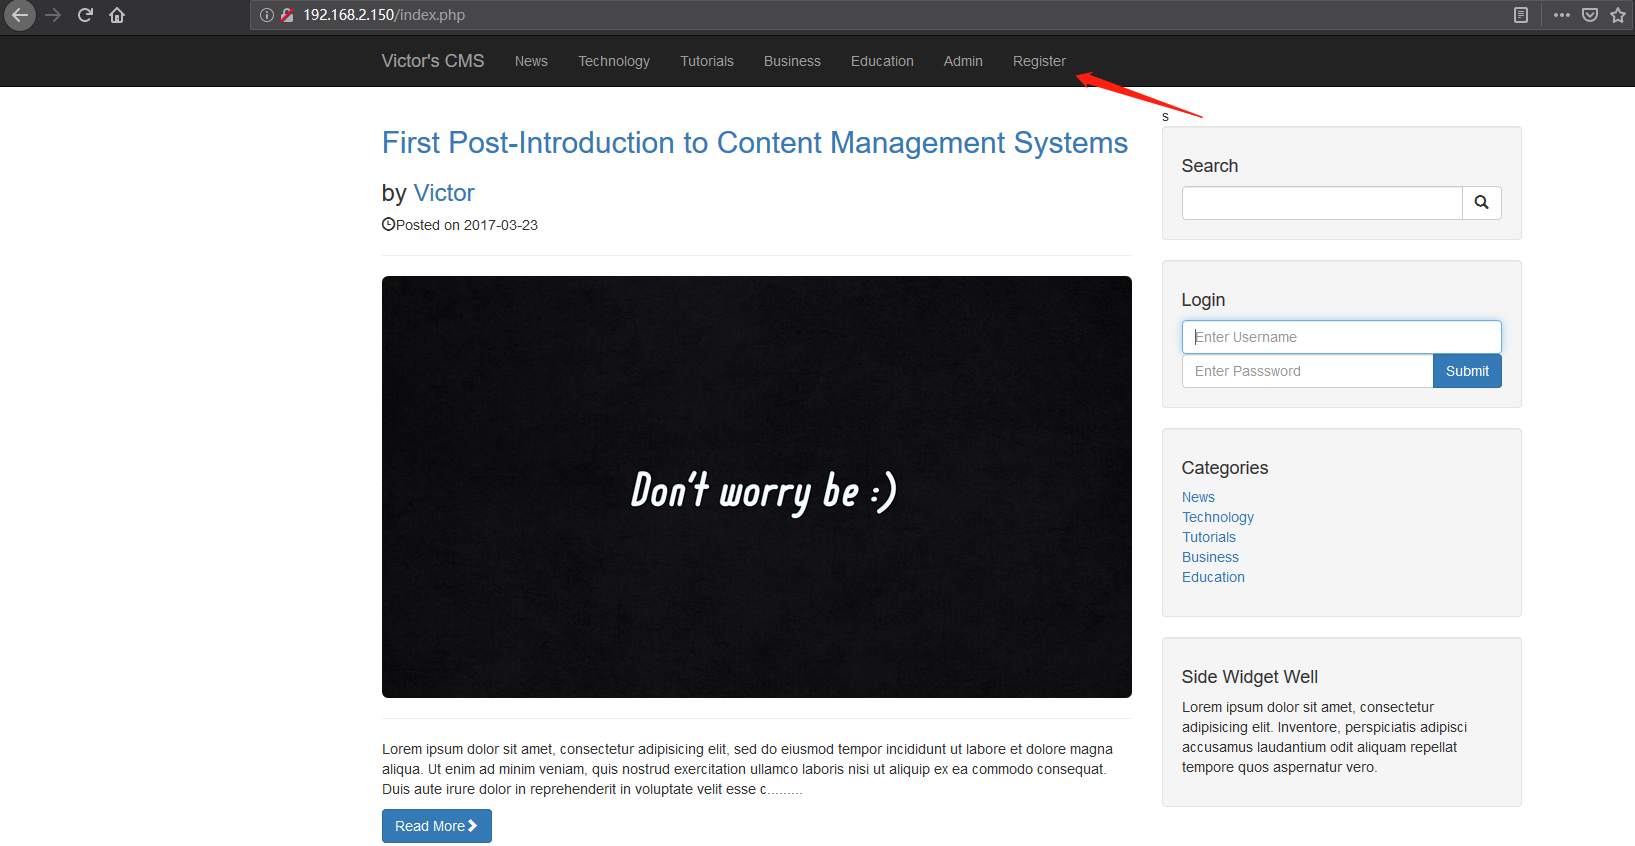 192.168.2.150/index.php
Victor's CMS News Technology Tutorials Business Education Admin Register
s
First Post-Introduction to Content Management Systems
by Victor
Posted on 2017-03-23
Don't worry be :)
Lorem ipsum dolor sit amet, consectetur adipisicing elit, sed do eiusmod tempor incididunt ut labore et dolore magna
aliqua. Ut enim ad minim veniam, quis nostrud exercitation ullamco laboris nisi ut aliquip ex ea commodo consequat.
Duis aute irure dolor in reprehenderit in voluptate velit esse c.........
Read More
Search
Login
Enter Username
Enter Passsword
Submit
Categories
News
Technology
Tutorials
Business
Education
Side Widget Well
Lorem ipsum dolor sit amet, consectetur
adipisicing elit. Inventore, perspiciatis adipisci
accusamus laudantium odit aliquam repellat
tempore quos aspernatur vero.